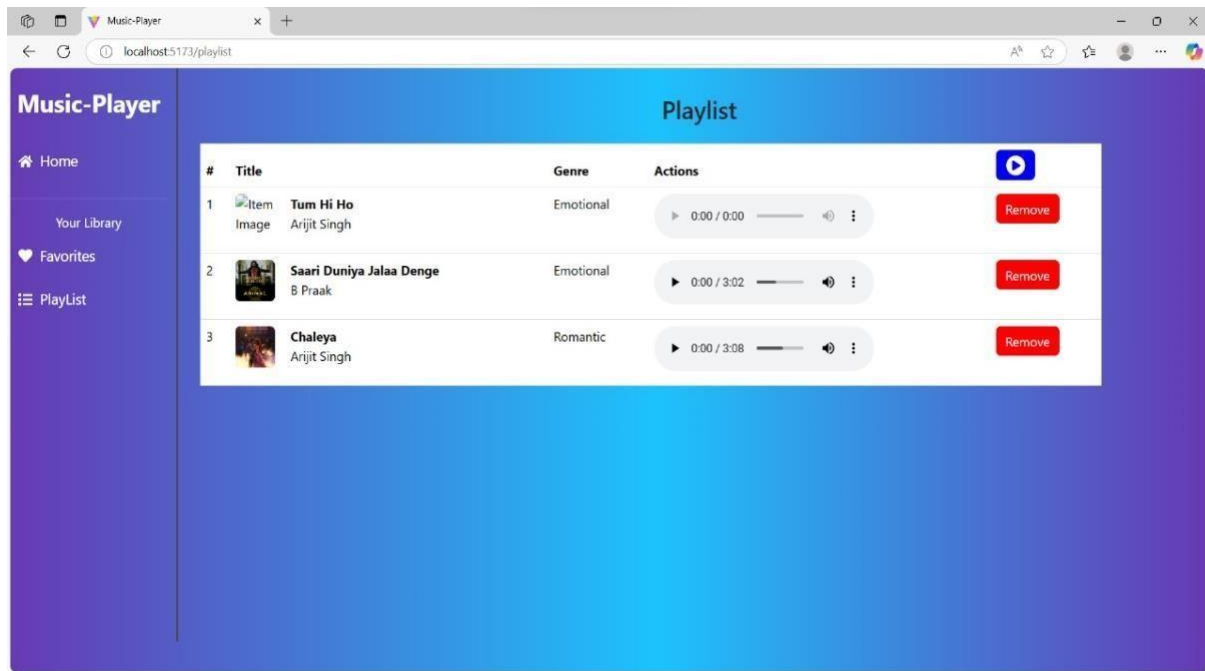 Music-Player
localhost:5173/playlist
Music-Player
Home
Your Library
Favorites
PlayList
Playlist
# Title Genre Actions
1 Item Image Tum Hi Ho Emotional 0:00 / 0:00 Remove
Arijit Singh
2 Saari Duniya Jalaa Denge Emotional 0:00 / 3:02 Remove
B Praak
3 Chaleya Romantic 0:00 / 3:08 Remove
Arijit Singh